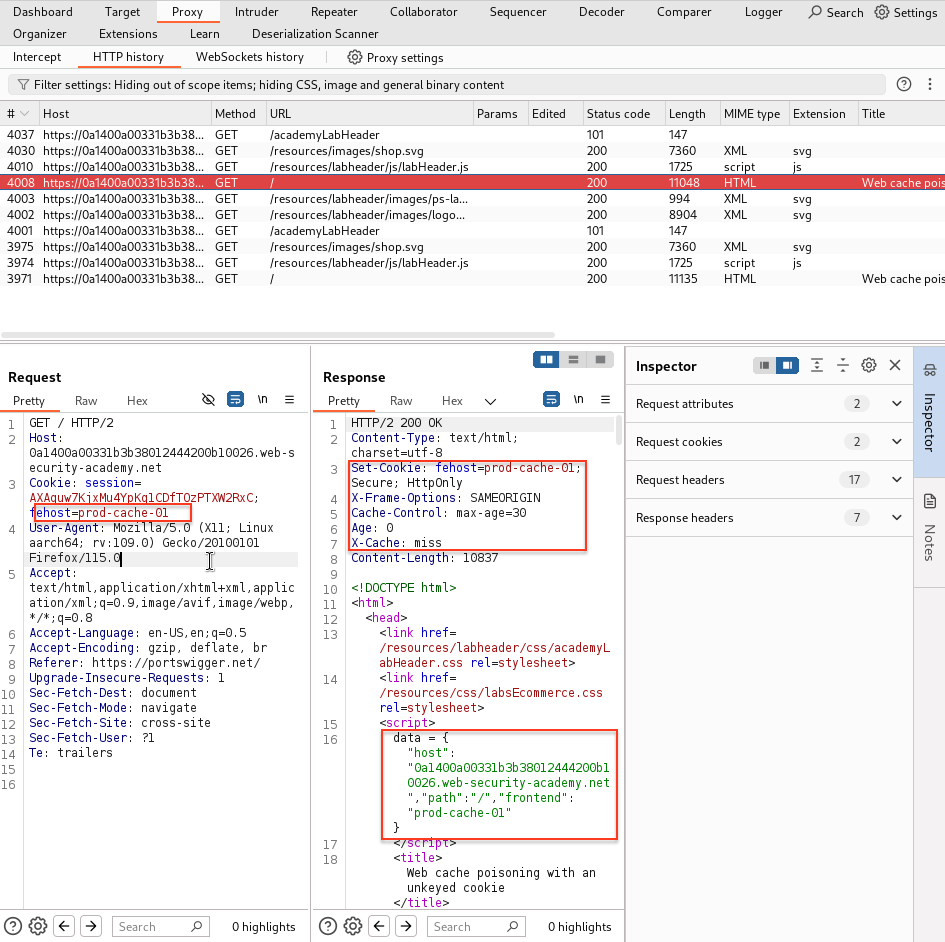 Dashboard Target Proxy Intruder Repeater Collaborator Sequencer Decoder Comparer Logger Search Settings
Organizer Extensions Learn Deserialization Scanner
Intercept HTTP history WebSockets history Proxy settings
Filter settings: Hiding out of scope items; hiding CSS, image and general binary content
# Host Method URL Params Edited Status code Length MIME type Extension Title
4037 https://0a1400a00331b3b38... GET /academyLabHeader 101 147
4030 https://0a1400a00331b3b38... GET /resources/images/shop.svg 200 7360 XML svg
4010 https://0a1400a00331b3b38... GET /resources/labheader/js/labHeader.js 200 1725 script js
4008 https://0a1400a00331b3b38... GET / 200 11048 HTML Web cache pois
4003 https://0a1400a00331b3b38... GET /resources/labheader/images/ps-la... 200 994 XML svg
4002 https://0a1400a00331b3b38... GET /resources/labheader/images/logo... 200 8904 XML svg
4001 https://0a1400a00331b3b38... GET /academyLabHeader 101 147
3975 https://0a1400a00331b3b38... GET /resources/images/shop.svg 200 7360 XML svg
3974 https://0a1400a00331b3b38... GET /resources/labheader/js/labHeader.js 200 1725 script js
3971 https://0a1400a00331b3b38... GET / 200 11135 HTML Web cache pois
Request
Pretty Raw Hex \n
1 GET / HTTP/2
2 Host:
0a1400a00331b3b38012444200b10026.web-s
ecurity-academy.net
3 Cookie: session=
AXAquw7KjxMu4YpKg1CDfTOzPTXW2RxC;
fehost=prod-cache-01
4 User-Agent: Mozilla/5.0 (X11; Linux
aarch64; rv:109.0) Gecko/20100101
Firefox/115.0
5 Accept:
text/html,application/xhtml+xml,applic
ation/xml;q=0.9,image/avif,image/webp,
*/*;q=0.8
6 Accept-Language: en-US,en;q=0.5
7 Accept-Encoding: gzip, deflate, br
8 Referer: https://portswigger.net/
9 Upgrade-Insecure-Requests: 1
10 Sec-Fetch-Dest: document
11 Sec-Fetch-Mode: navigate
12 Sec-Fetch-Site: cross-site
13 Sec-Fetch-User: ?1
14 Te: trailers
15
16
Search 0 highlights
Response
Pretty Raw Hex \n
1 HTTP/2 200 OK
2 Content-Type: text/html;
charset=utf-8
3 Set-Cookie: fehost=prod-cache-01;
Secure; HttpOnly
4 X-Frame-Options: SAMEORIGIN
5 Cache-Control: max-age=30
6 Age: 0
7 X-Cache: miss
8 Content-Length: 10837
9
10 <!DOCTYPE html>
11 <html>
12 <head>
13 <link href=
/resources/labheader/css/academyL
abHeader.css rel=stylesheet>
14 <link href=
/resources/css/labsEcommerce.css
rel=stylesheet>
15 <script>
16 data = {
"host":
"0a1400a00331b3b38012444200b1
0026.web-security-academy.net
","path":"/","frontend":
"prod-cache-01"
}
17 </script>
18 <title>
Web cache poisoning with an
unkeyed cookie
</title>
Search 0 highlights
Inspector
Request attributes 2
Request cookies 2
Request headers 17
Response headers 7
Inspector
Notes